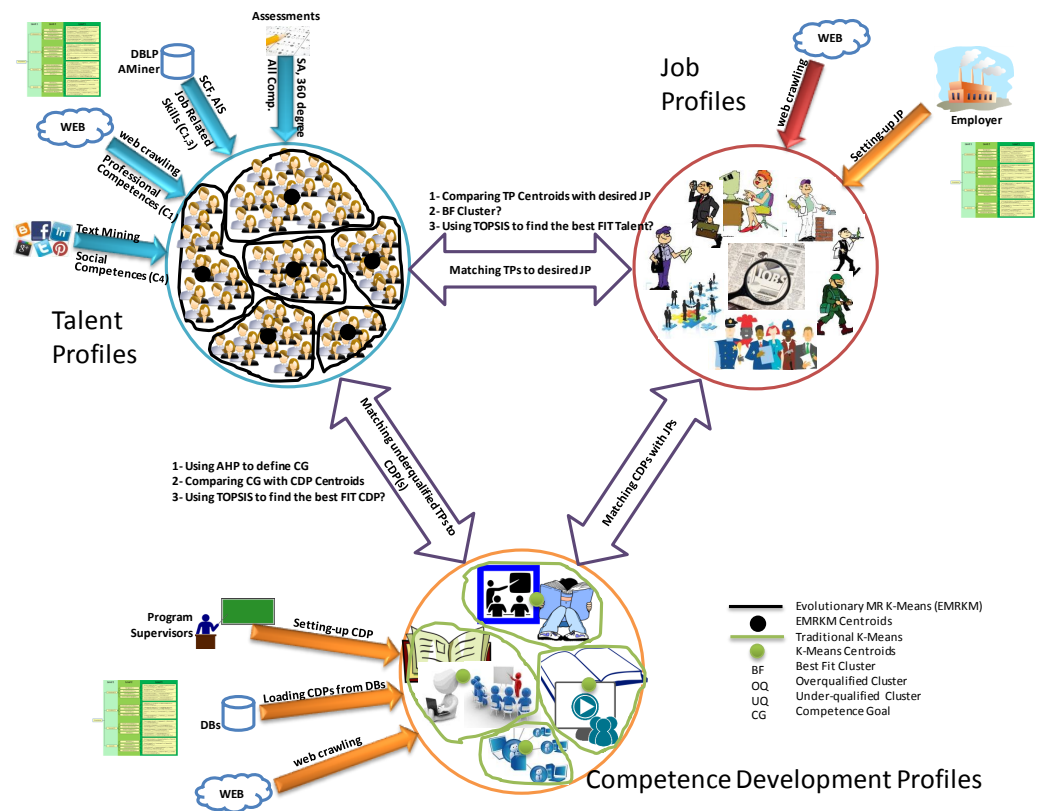 Assessments
DBLP
AMiner
SCF, AIS
Job Related
Skills (C1,3)
SA, 360 degree
All Comp.
WEB
web crawling
Professional
Competences (C1)
Text Mining
Social
Competences (C4)
Talent
Profiles
1- Comparing TP Centroids with desired JP
2- BF Cluster?
3- Using TOPSIS to find the best FIT Talent?
Matching TPs to desired JP
Job
Profiles
WEB
web crawling
Employer
Setting-up JP
JOBS
Matching underqualified TPs to
CDP(s)
1- Using AHP to define CG
2- Comparing CG with CDP Centroids
3- Using TOPSIS to find the best FIT CDP?
Matching CDPs with JPs
Program
Supervisors
Setting-up CDP
Loading CDPs from DBs
DBs
web crawling
WEB
Competence Development Profiles
Evolutionary MR K-Means (EMRKM)
EMRKM Centroids
Traditional K-Means
K-Means Centroids
BF Best Fit Cluster
OQ Overqualified Cluster
UQ Under-qualified Cluster
CG Competence Goal